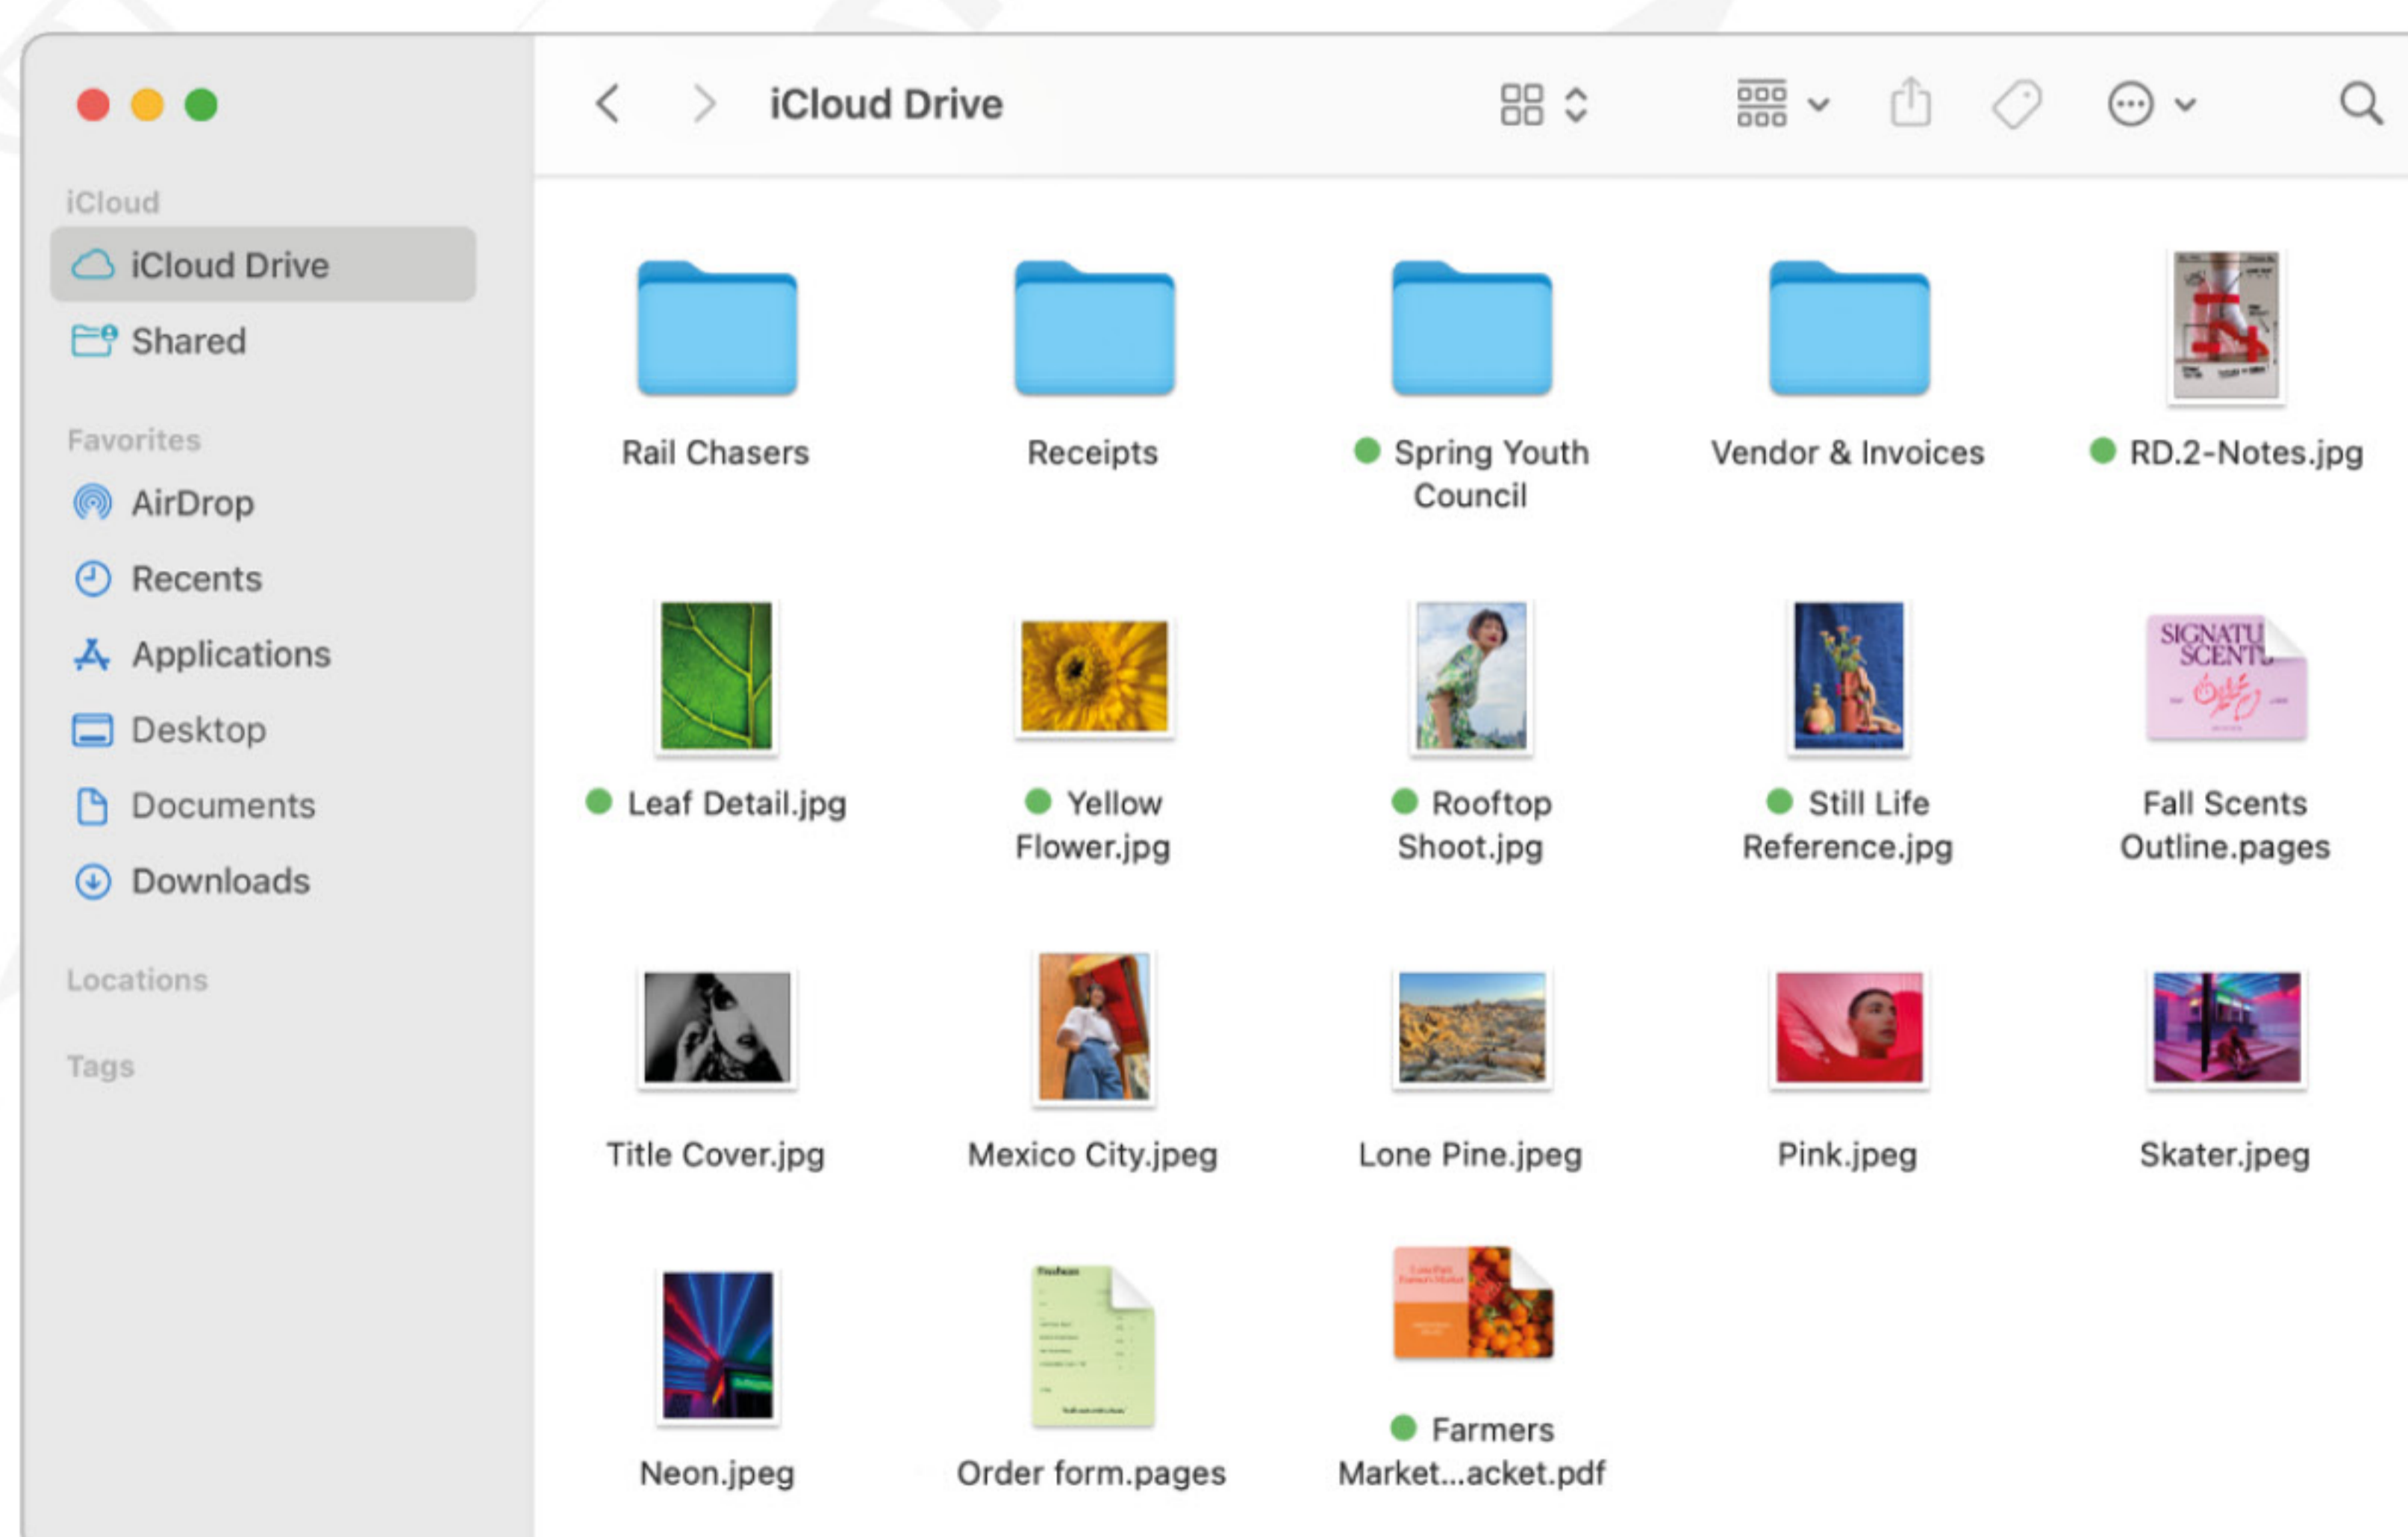 iCloud Drive
iCloud
iCloud Drive
Shared
Favorites
AirDrop
Recents
Applications
Desktop
Documents
Downloads
Locations
Tags
Rail Chasers
Receipts
Spring Youth
Council
Vendor & Invoices
RD.2-Notes.jpg
SIGNATU
SCENTS
Leaf Detail.jpg
Yellow
Flower.jpg
Rooftop
Shoot.jpg
Still Life
Reference.jpg
Fall Scents
Outline.pages
Title Cover.jpg
Mexico City.jpeg
Lone Pine.jpeg
Pink.jpeg
Skater.jpeg
Neon.jpeg
Order form.pages
Farmers
Market...acket.pdf